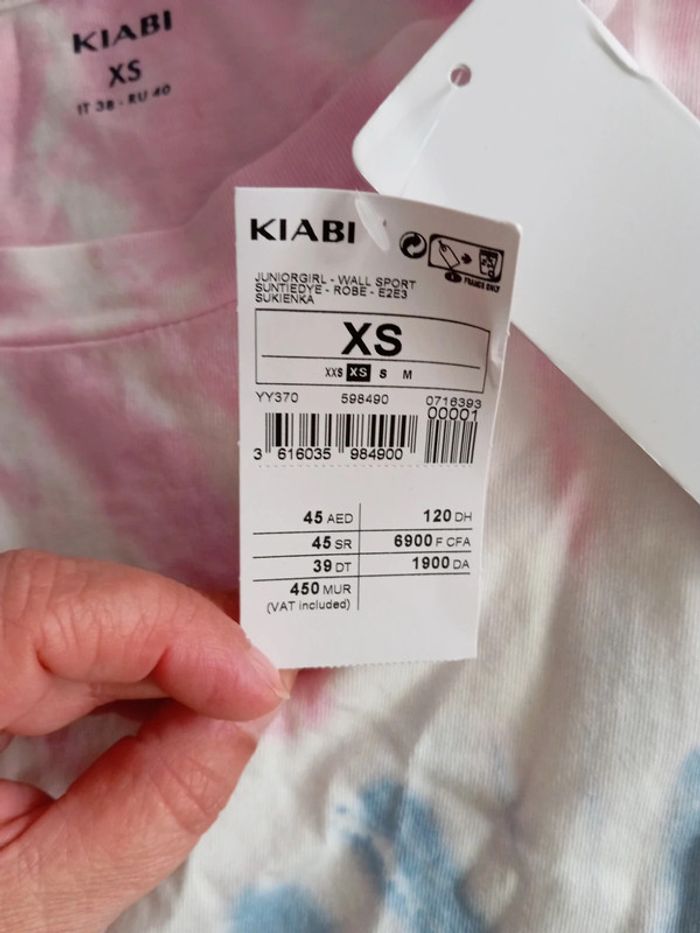 KIABI
XS
IT 38 - RU 40
KIABI
FRANCE ONLY
JUNIORGIRL - WALL SPORT
SUNTIEDYE - ROBE - E2E3
SUKIENKA
XS
XXS XS S M
YY370 598490 0716393
00001
3 616035 984900
45 AED 120 DH
45 SR 6900 F CFA
39 DT 1900 DA
450 MUR
(VAT included)